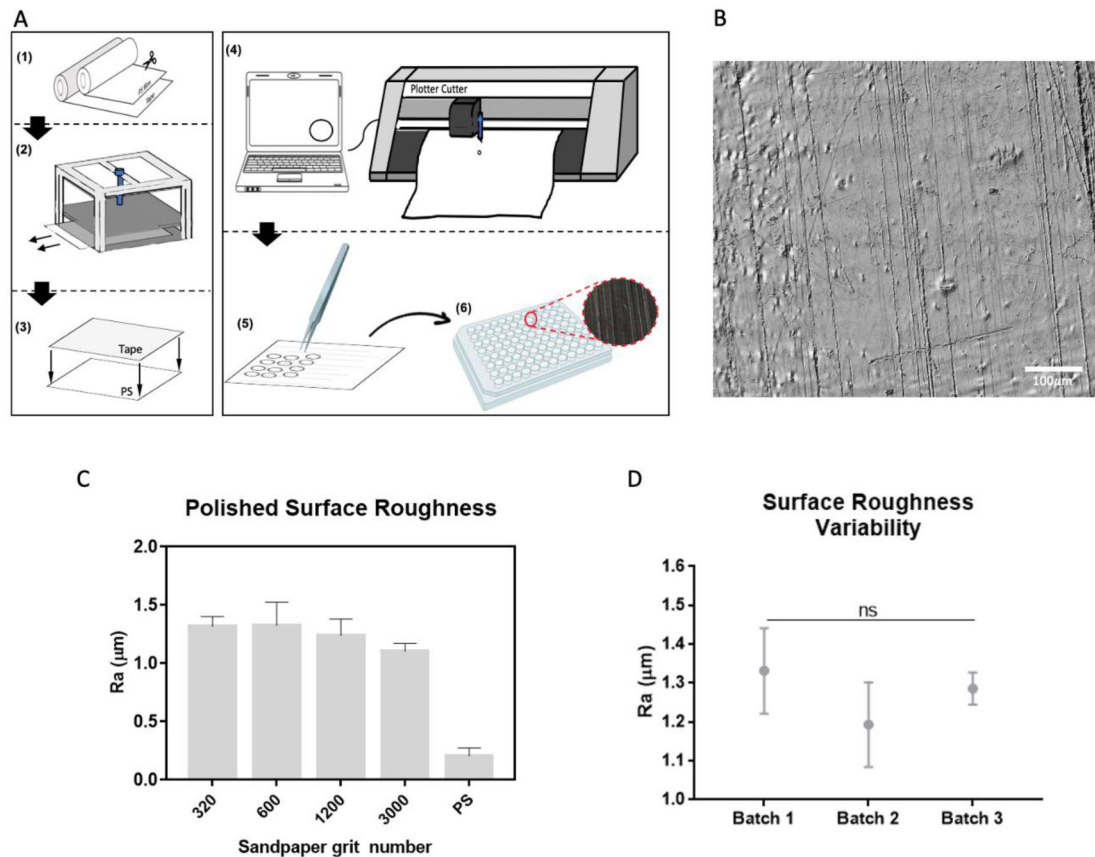 A
(1)
PS film
Tape
(2)
(3)
Tape
PS
(4)
Plotter Cutter
(5)
(6)
B
100μm
C
Polished Surface Roughness
Ra (μm)
2.0
1.5
1.0
0.5
0.0
320
600
1200
3000
PS
Sandpaper grit number
D
Surface Roughness
Variability
Ra (μm)
1.6
1.5
1.4
1.3
1.2
1.1
1.0
ns
Batch 1
Batch 2
Batch 3